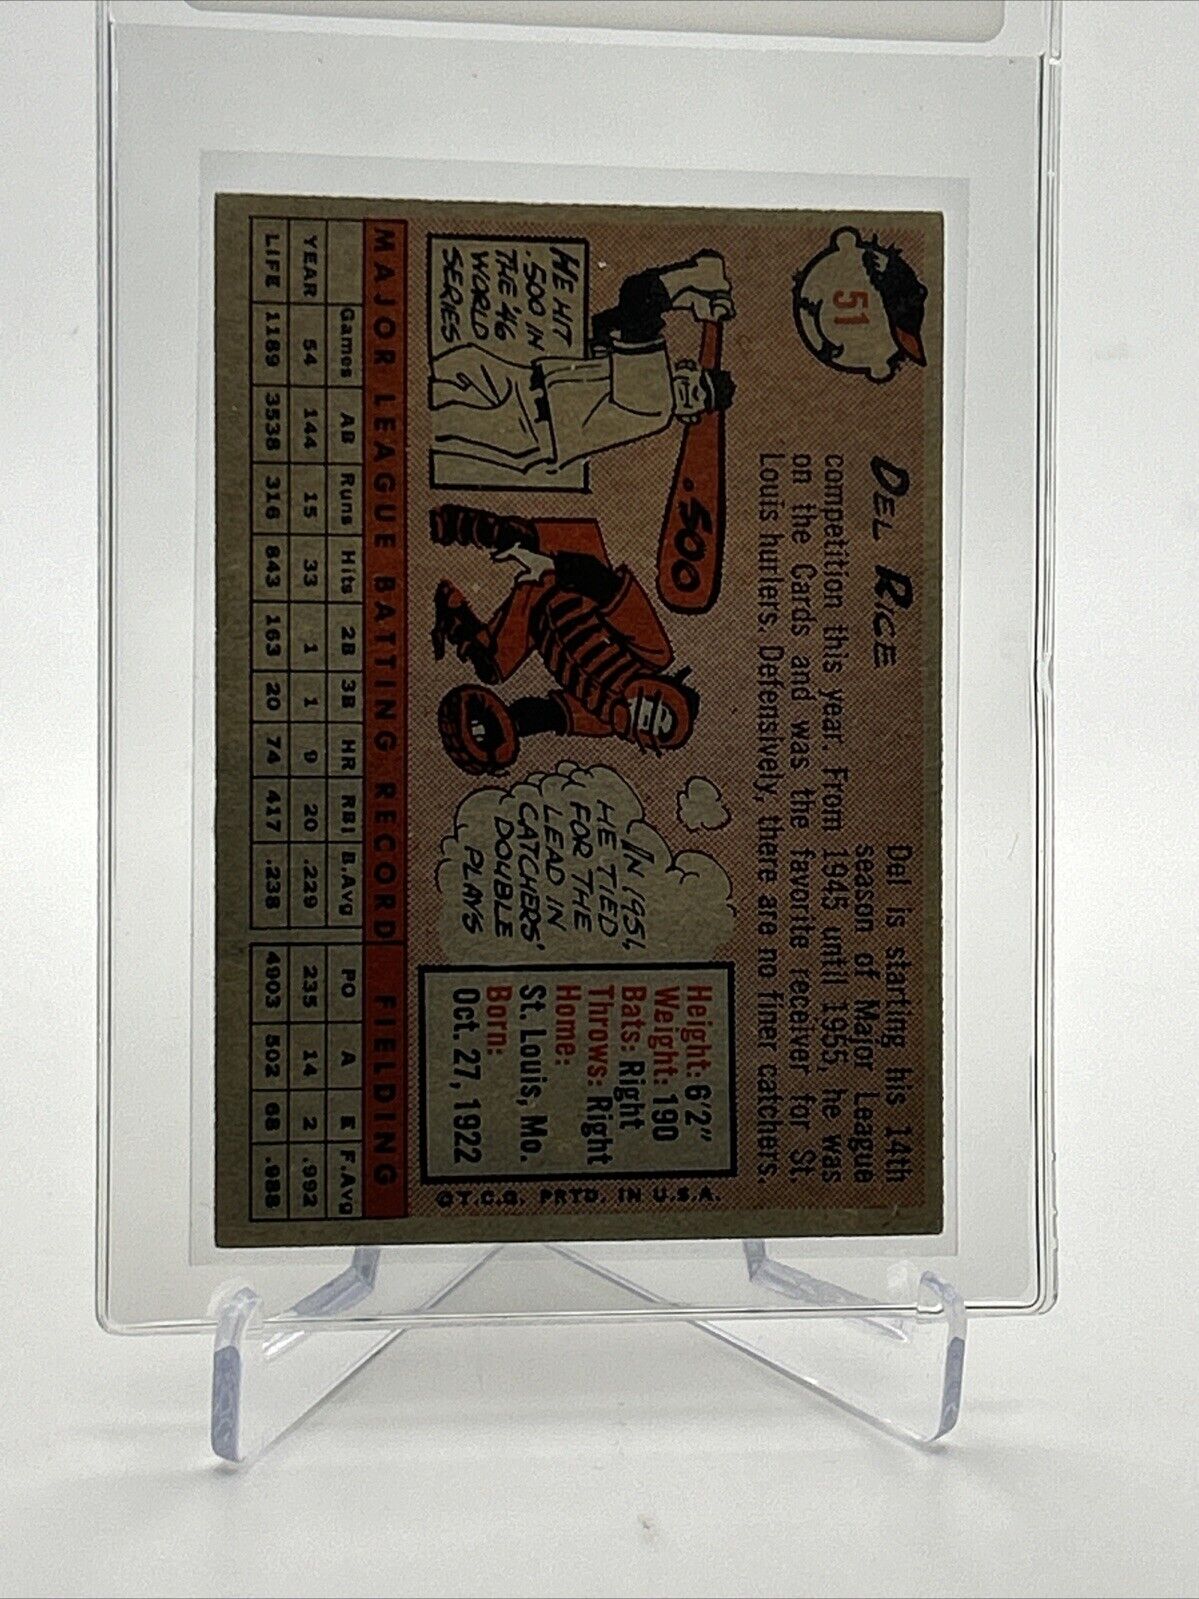 51
DEL RICE
Del is starting his 14th
season of Major League
competition this year. From 1945 until 1955, he was
on the Cards and was the favorite receiver for St.
Louis hurlers. Defensively, there are no finer catchers.
HE HIT
.500 IN
THE '46
WORLD
SERIES
.500
IN 1954
HE TIED
FOR THE
LEAD IN
CATCHERS'
DOUBLE
PLAYS
Height: 6'2"
Weight: 190
Bats: Right
Throws: Right
Home:
St. Louis, Mo.
Born:
Oct. 27, 1922
©T.C.G. PRTD. IN U.S.A.
MAJOR LEAGUE BATTING RECORD FIELDING
Games AB Runs Hits 2B 3B HR RBI B.Avg PO A E F.Avg
YEAR 54 144 15 33 1 1 9 20 .229 235 14 2 .992
LIFE 1189 3538 316 843 163 20 74 417 .238 4903 502 68 .988